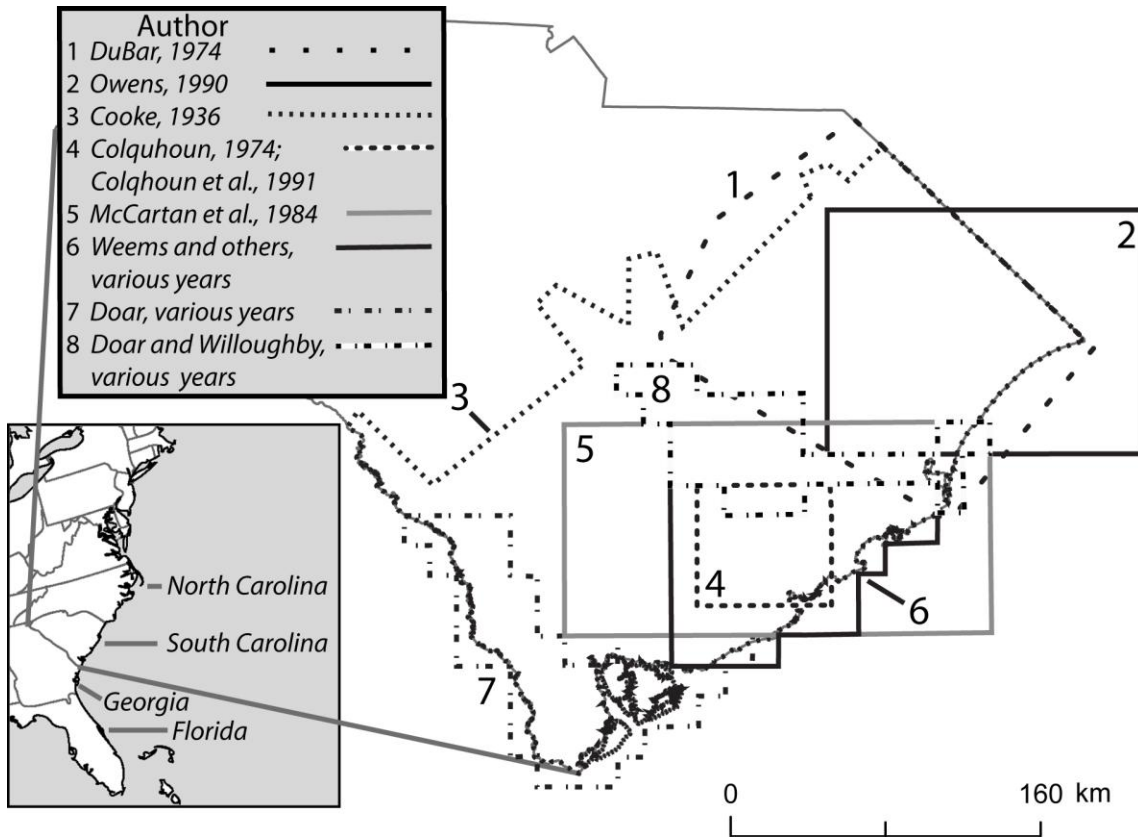 Author
1 DuBar, 1974
2 Owens, 1990
3 Cooke, 1936
4 Colquhoun, 1974;
Colqhoun et al., 1991
5 McCartan et al., 1984
6 Weems and others,
various years
7 Doar, various years
8 Doar and Willoughby,
various years
1
2
3
8
5
4
6
7
North Carolina
South Carolina
Georgia
Florida
0 160 km